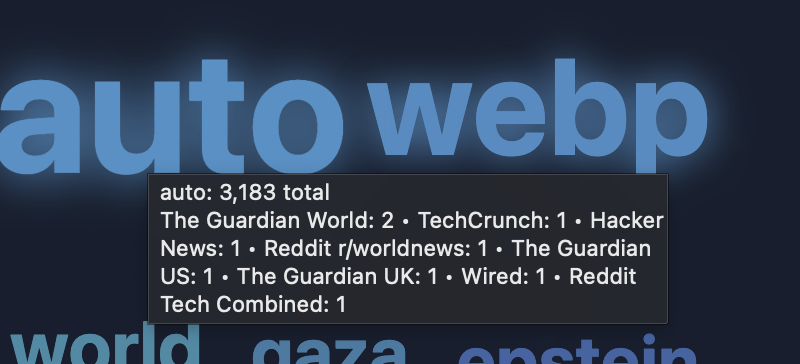 auto webp
auto: 3,183 total
The Guardian World: 2 • TechCrunch: 1 • Hacker
News: 1 • Reddit r/worldnews: 1 • The Guardian
US: 1 • The Guardian UK: 1 • Wired: 1 • Reddit
Tech Combined: 1
world gaza epstein